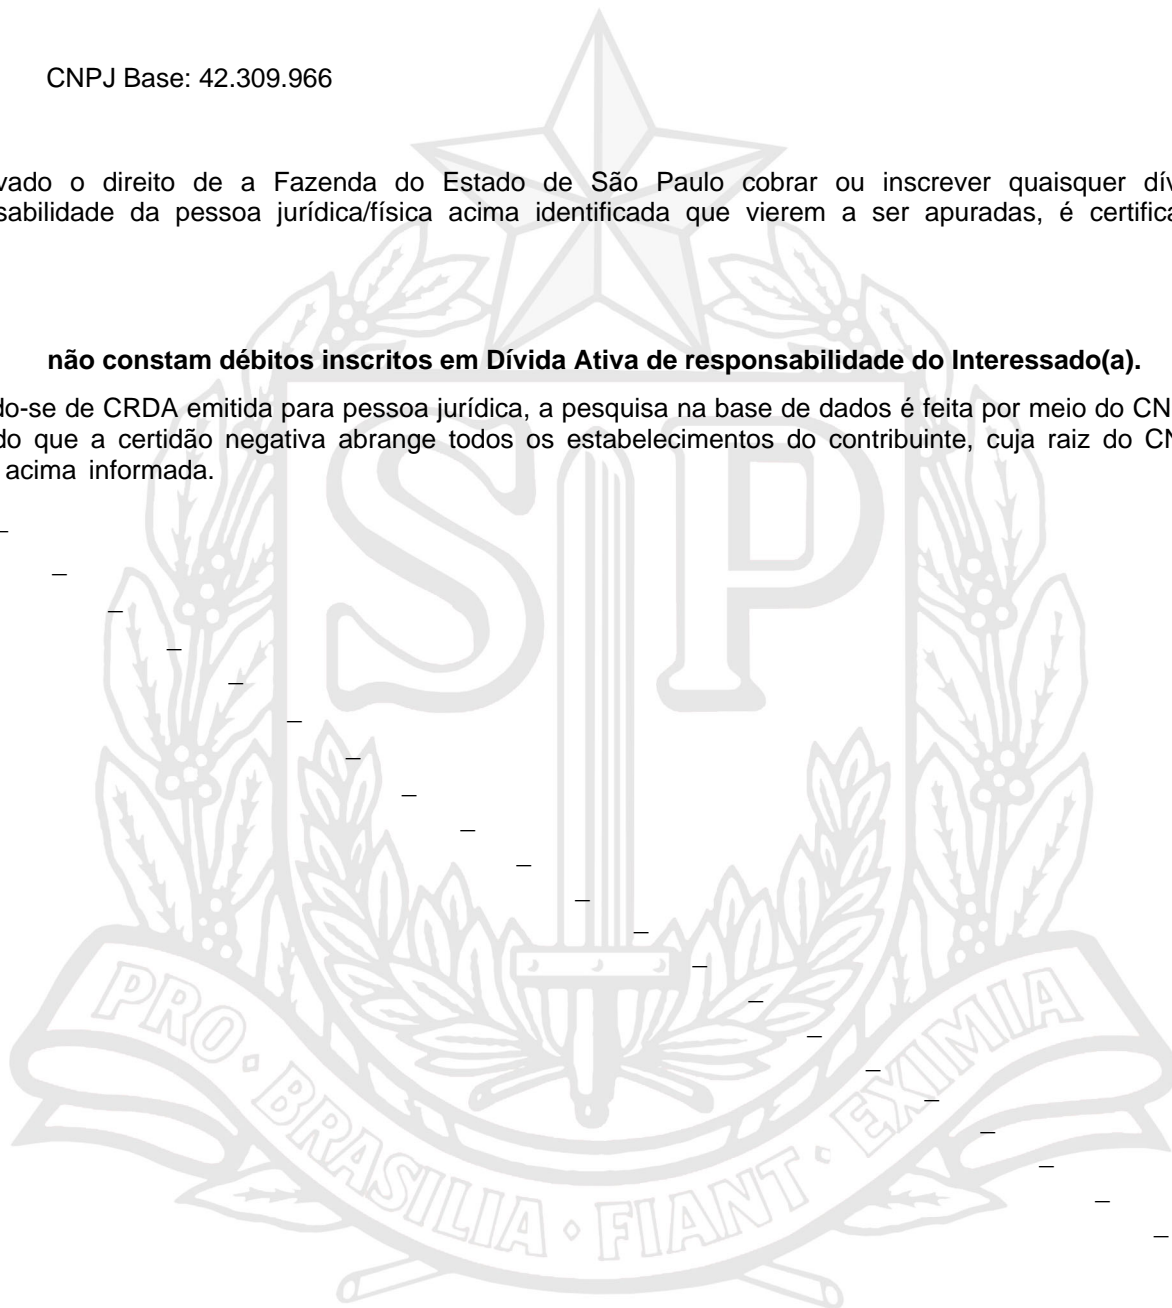 CNPJ Base: 42.309.966
vado o direito de a Fazenda do Estado de São Paulo cobrar ou inscrever quaisquer dív
sabilidade da pessoa jurídica/física acima identificada que vierem a ser apuradas, é certifica
não constam débitos inscritos em Dívida Ativa de responsabilidade do Interessado(a).
do-se de CRDA emitida para pessoa jurídica, a pesquisa na base de dados é feita por meio do CN
do que a certidão negativa abrange todos os estabelecimentos do contribuinte, cuja raiz do CN
acima informada.
SP
PRO • BRASILIA • FIANT • EXIMIA